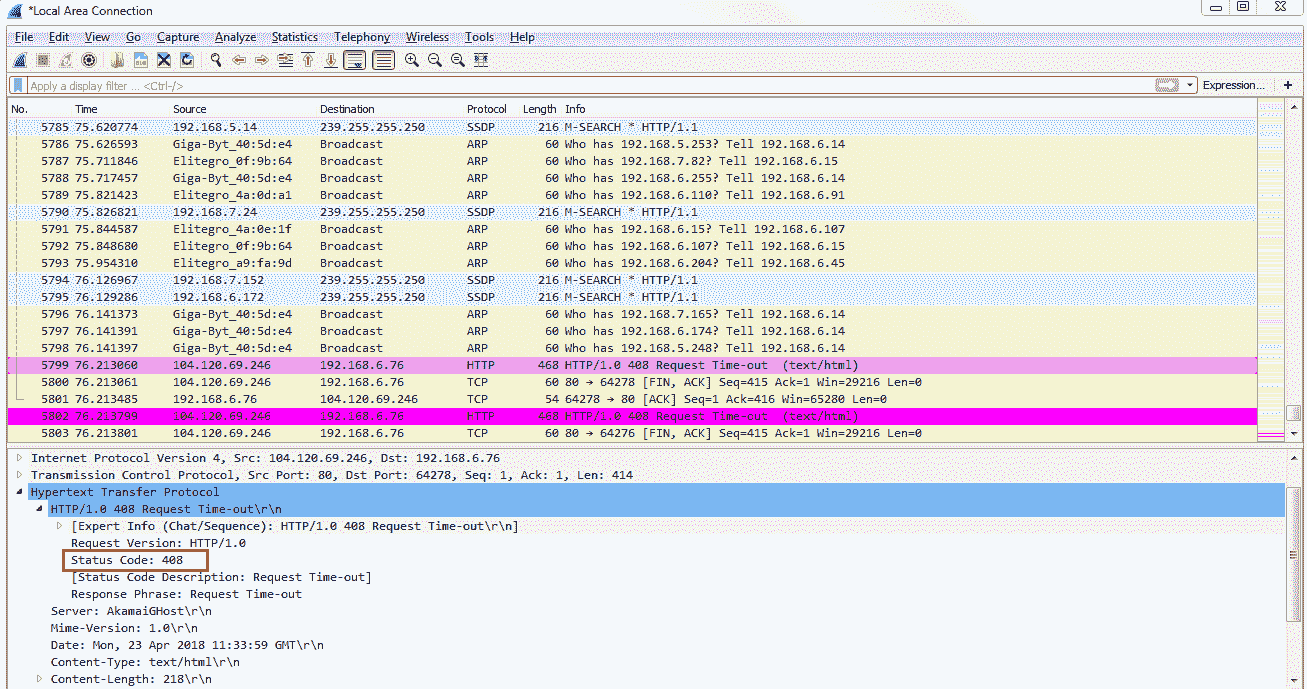 *Local Area Connection
File Edit View Go Capture Analyze Statistics Telephony Wireless Tools Help
Apply a display filter ... <Ctrl-/> Expression... +
No. Time Source Destination Protocol Length Info
5785 75.620774 192.168.5.14 239.255.255.250 SSDP 216 M-SEARCH * HTTP/1.1
5786 75.626593 Giga-Byt_40:5d:e4 Broadcast ARP 60 Who has 192.168.5.253? Tell 192.168.6.14
5787 75.711846 Elitegro_0f:9b:64 Broadcast ARP 60 Who has 192.168.7.82? Tell 192.168.6.15
5788 75.717457 Giga-Byt_40:5d:e4 Broadcast ARP 60 Who has 192.168.6.255? Tell 192.168.6.14
5789 75.821423 Elitegro_4a:0d:a1 Broadcast ARP 60 Who has 192.168.6.110? Tell 192.168.6.91
5790 75.826821 192.168.7.24 239.255.255.250 SSDP 216 M-SEARCH * HTTP/1.1
5791 75.844587 Elitegro_4a:0e:1f Broadcast ARP 60 Who has 192.168.6.15? Tell 192.168.6.107
5792 75.848680 Elitegro_0f:9b:64 Broadcast ARP 60 Who has 192.168.6.107? Tell 192.168.6.15
5793 75.954310 Elitegro_a9:fa:9d Broadcast ARP 60 Who has 192.168.6.204? Tell 192.168.6.45
5794 76.126967 192.168.7.152 239.255.255.250 SSDP 216 M-SEARCH * HTTP/1.1
5795 76.129286 192.168.6.172 239.255.255.250 SSDP 216 M-SEARCH * HTTP/1.1
5796 76.141373 Giga-Byt_40:5d:e4 Broadcast ARP 60 Who has 192.168.7.165? Tell 192.168.6.14
5797 76.141391 Giga-Byt_40:5d:e4 Broadcast ARP 60 Who has 192.168.6.174? Tell 192.168.6.14
5798 76.141397 Giga-Byt_40:5d:e4 Broadcast ARP 60 Who has 192.168.5.248? Tell 192.168.6.14
5799 76.213060 104.120.69.246 192.168.6.76 HTTP 468 HTTP/1.0 408 Request Time-out (text/html)
5800 76.213061 104.120.69.246 192.168.6.76 TCP 60 80 → 64278 [FIN, ACK] Seq=415 Ack=1 Win=29216 Len=0
5801 76.213485 192.168.6.76 104.120.69.246 TCP 54 64278 → 80 [ACK] Seq=1 Ack=416 Win=65280 Len=0
5802 76.213799 104.120.69.246 192.168.6.76 HTTP 468 HTTP/1.0 408 Request Time-out (text/html)
5803 76.213801 104.120.69.246 192.168.6.76 TCP 60 80 → 64276 [FIN, ACK] Seq=415 Ack=1 Win=29216 Len=0
Internet Protocol Version 4, Src: 104.120.69.246, Dst: 192.168.6.76
Transmission Control Protocol, Src Port: 80, Dst Port: 64278, Seq: 1, Ack: 1, Len: 414
Hypertext Transfer Protocol
HTTP/1.0 408 Request Time-out\r\n
[Expert Info (Chat/Sequence): HTTP/1.0 408 Request Time-out\r\n]
Request Version: HTTP/1.0
Status Code: 408
[Status Code Description: Request Time-out]
Response Phrase: Request Time-out
Server: AkamaiGHost\r\n
Mime-Version: 1.0\r\n
Date: Mon, 23 Apr 2018 11:33:59 GMT\r\n
Content-Type: text/html\r\n
Content-Length: 218\r\n